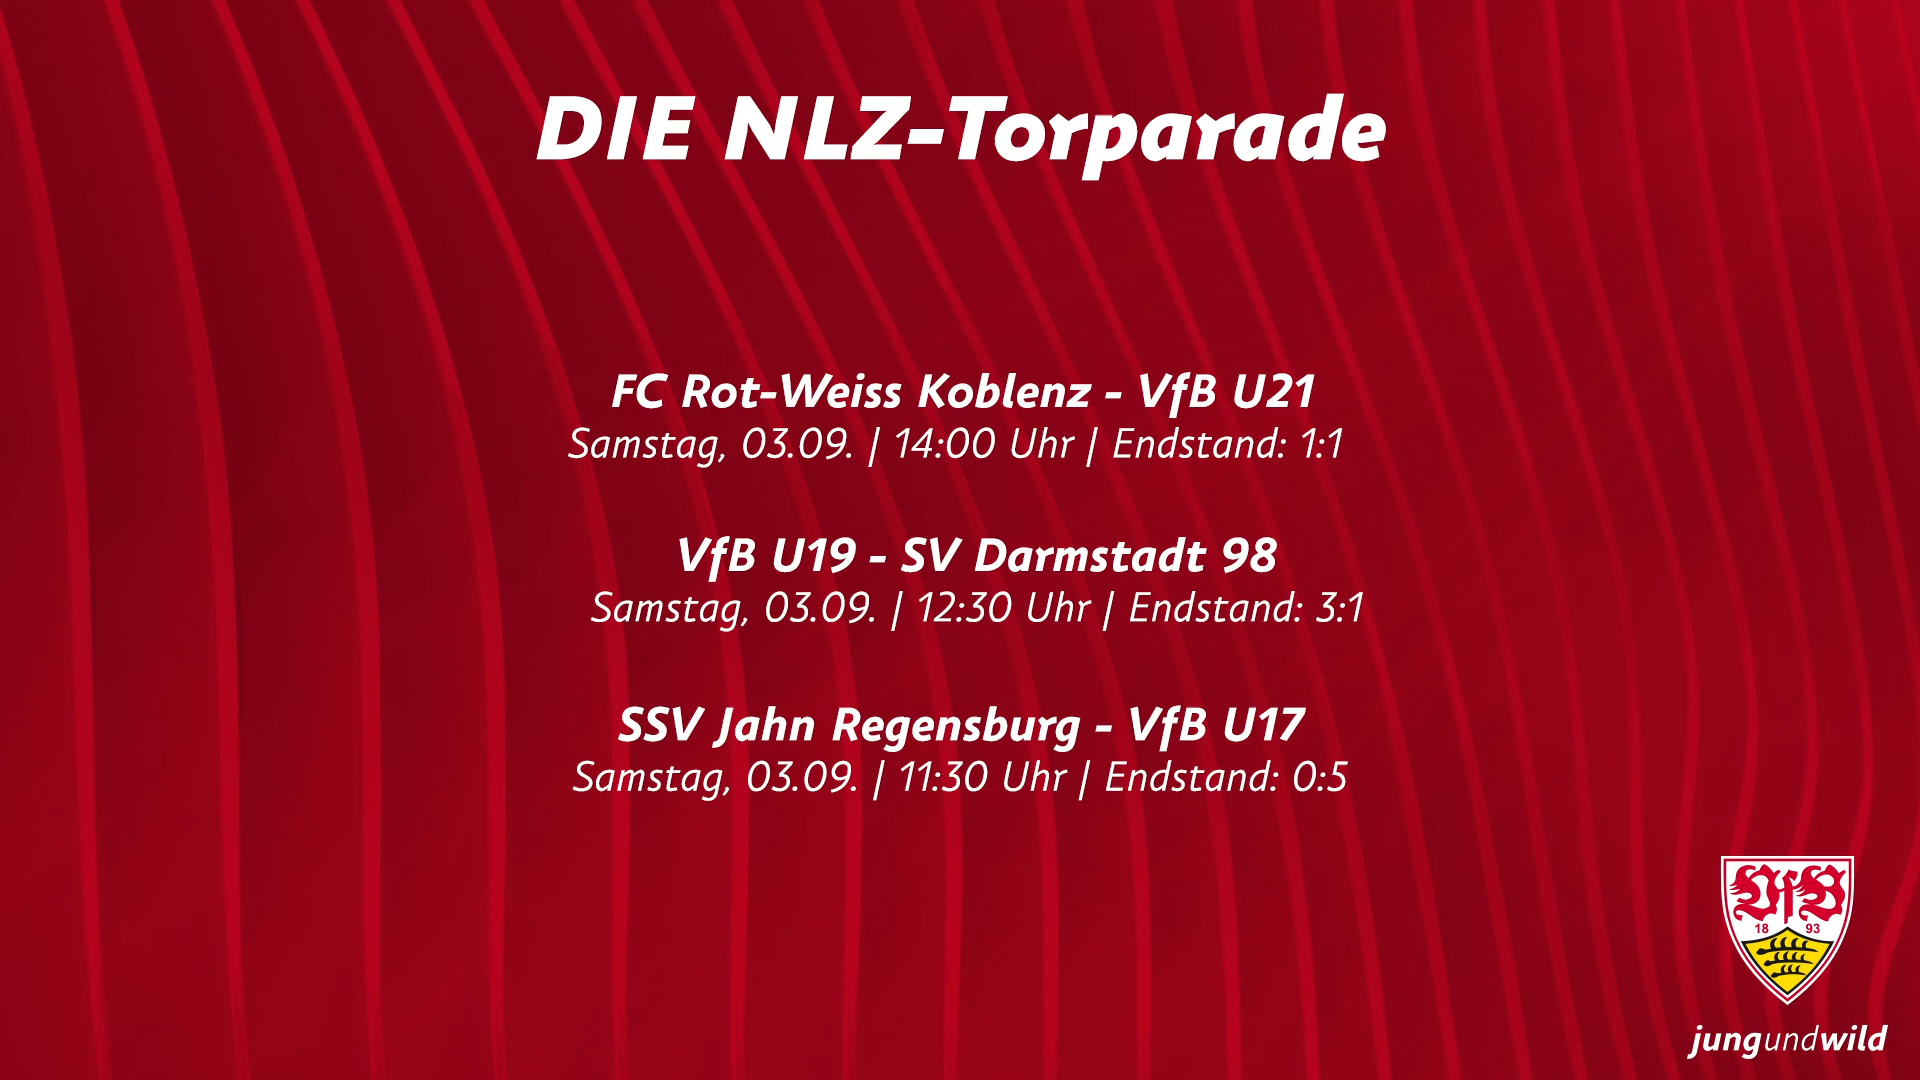 DIE NLZ-Torparade
FC Rot-Weiss Koblenz - VfB U21
Samstag, 03.09. | 14:00 Uhr | Endstand: 1:1
VfB U19 - SV Darmstadt 98
Samstag, 03.09. | 12:30 Uhr | Endstand: 3:1
SSV Jahn Regensburg - VfB U17
Samstag, 03.09. | 11:30 Uhr | Endstand: 0:5
VfB
18 93
jungundwild